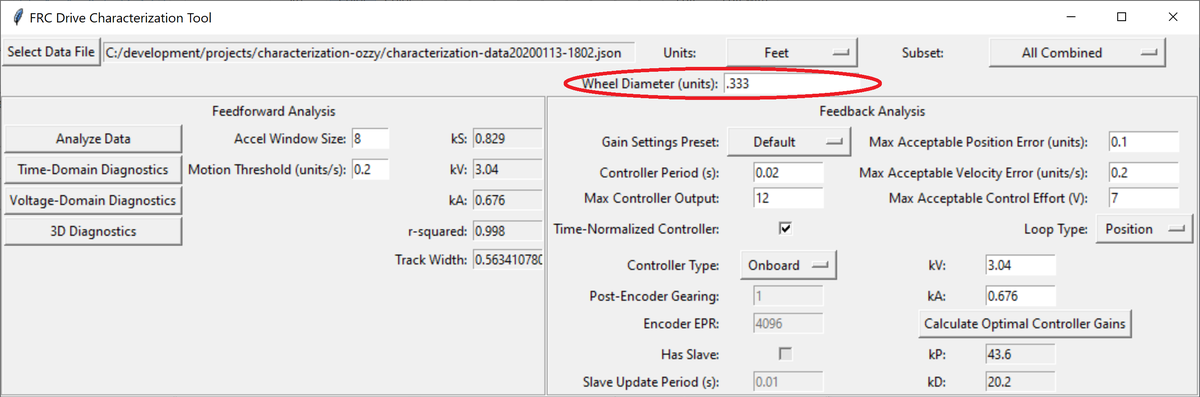 FRC Drive Characterization Tool
Select Data File C:/development/projects/characterization-ozzy/characterization-data20200113-1802.json Units: Feet Subset: All Combined
Wheel Diameter (units): .333
Feedforward Analysis
Analyze Data Accel Window Size: 8 kS: 0.829
Time-Domain Diagnostics Motion Threshold (units/s): 0.2 kV: 3.04
Voltage-Domain Diagnostics kA: 0.676
3D Diagnostics r-squared: 0.998
Track Width: 0.563410780
Feedback Analysis
Gain Settings Preset: Default Max Acceptable Position Error (units): 0.1
Controller Period (s): 0.02 Max Acceptable Velocity Error (units/s): 0.2
Max Controller Output: 12 Max Acceptable Control Effort (V): 7
Time-Normalized Controller: Loop Type: Position
Controller Type: Onboard kV: 3.04
Post-Encoder Gearing: 1 kA: 0.676
Encoder EPR: 4096 Calculate Optimal Controller Gains
Has Slave: kP: 43.6
Slave Update Period (s): 0.01 kD: 20.2